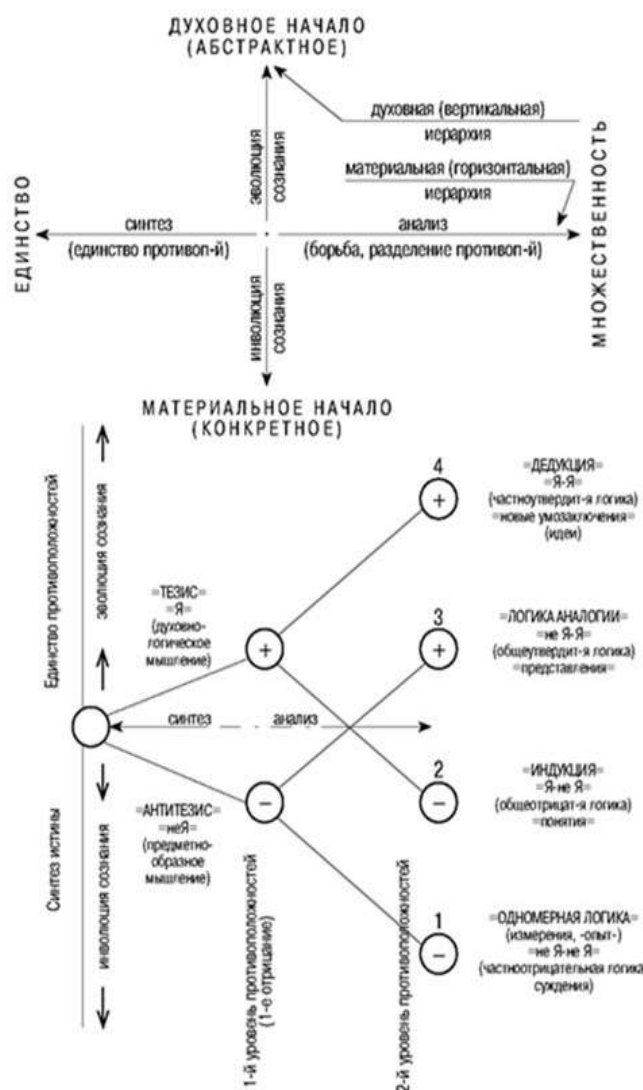 ДУХОВНОЕ НАЧАЛО
(АБСТРАКТНОЕ)
духовная (вертикальная)
иерархия
материальная (горизонтальная)
иерархия
эволюция
сознания
ЕДИНСТВО
синтез
(единство противоп-й)
анализ
(борьба, разделение противоп-й)
МНОЖЕСТВЕННОСТЬ
инволюция
сознания
МАТЕРИАЛЬНОЕ НАЧАЛО
(КОНКРЕТНОЕ)
Единство противоположностей
эволюция сознания
=ТЕЗИС=
=Я=
(духовно-
логическое
мышление)
+
4
+
=ДЕДУКЦИЯ=
=Я-Я=
(частноутвердит-я логика)
=новые умозаключения=
(идеи)
3
+
=ЛОГИКА АНАЛОГИИ=
=не Я-Я=
(общеутвердит-я логика)
=представления=
синтез
анализ
Синтез истины
инволюция сознания
=АНТИТЕЗИС=
=неЯ=
(предметно-
образное
мышление)
−
2
−
=ИНДУКЦИЯ=
=Я-не Я=
(общеотрицат-я логика)
=понятия=
1
−
=ОДНОМЕРНАЯ ЛОГИКА=
(измерения, -опыт-)
=не Я-не Я=
(частноотрицательная логика
суждения)
1-й уровень противоположностей
(1-е отрицание)
2-й уровень противоположностей